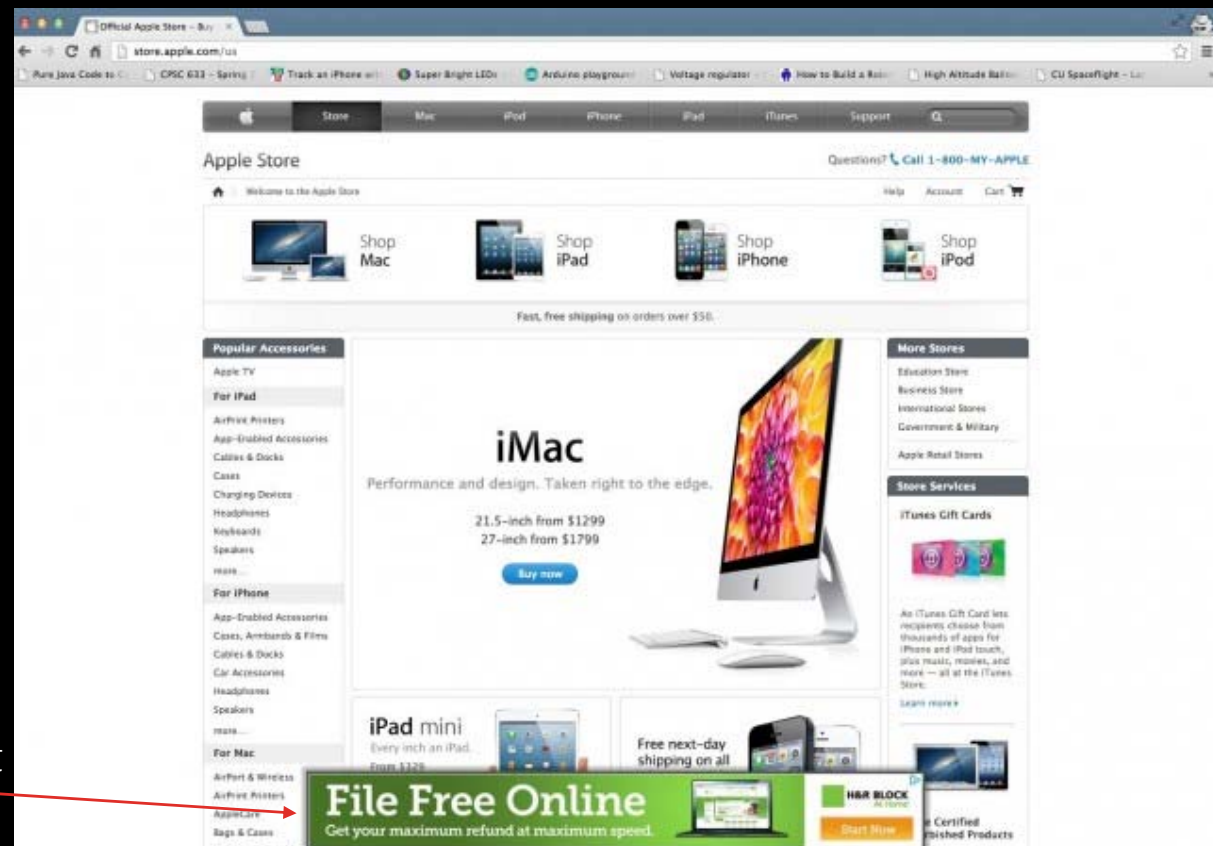 Official Apple Store - Buy
store.apple.com/us
Pure Java Code to
CPSC 633 - Spring
Track an iPhone
Super Bright LEDs
Arduino playground
Voltage regulator
How to Build a
High Altitude
CU Spaceflight
Store
Mac
iPod
iPhone
iPad
iTunes
Support
Apple Store
Questions? Call 1-800-MY-APPLE
Welcome to the Apple Store
Help
Account
Cart
Shop
Mac
Shop
iPad
Shop
iPhone
Shop
iPod
Fast, free shipping on orders over $50.
Popular Accessories
Apple TV
For iPad
AirPrint Printers
App-Enabled Accessories
Cables & Docks
Cases
Charging Devices
Headphones
Keyboards
Speakers
more...
For iPhone
App-Enabled Accessories
Cases, Armbands & Films
Cables & Docks
Car Accessories
Headphones
Speakers
more...
For Mac
AirPort & Wireless
AirPrint Printers
AppleCare
Bags & Cases
iMac
Performance and design. Taken right to the edge.
21.5-inch from $1299
27-inch from $1799
Buy now
iPad mini
Every inch an iPad.
From $329
Free next-day
shipping on all
More Stores
Education Store
Business Store
International Stores
Government & Military
Apple Retail Stores
Store Services
iTunes Gift Cards
An iTunes Gift Card lets
recipients choose from
thousands of apps for
iPhone and iPod touch,
plus music, movies, and
more — all at the iTunes
Store.
Learn more
Certified
Products
File Free Online
Get your maximum refund at maximum speed.
H&R BLOCK
At Home
Start Now